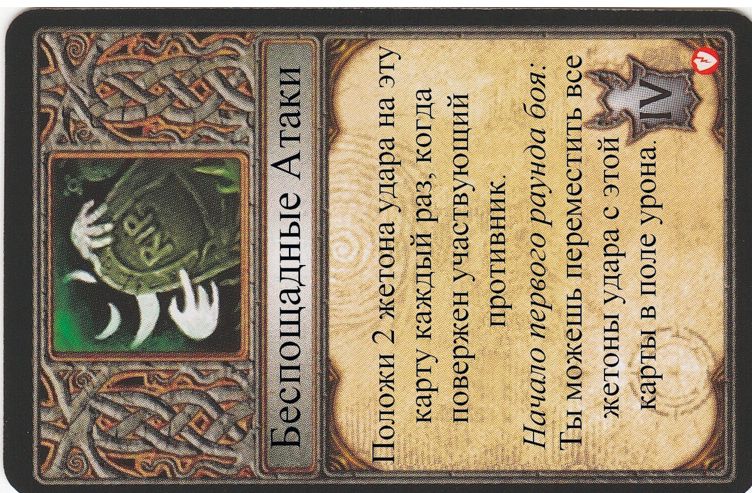 RIP
Беспощадные Атаки
Положи 2 жетона удара на эту
карту каждый раз, когда
повержен участвующий
противник.
Начало первого раунда боя:
Ты можешь переместить все
жетоны удара с этой
карты в поле урона.
IV